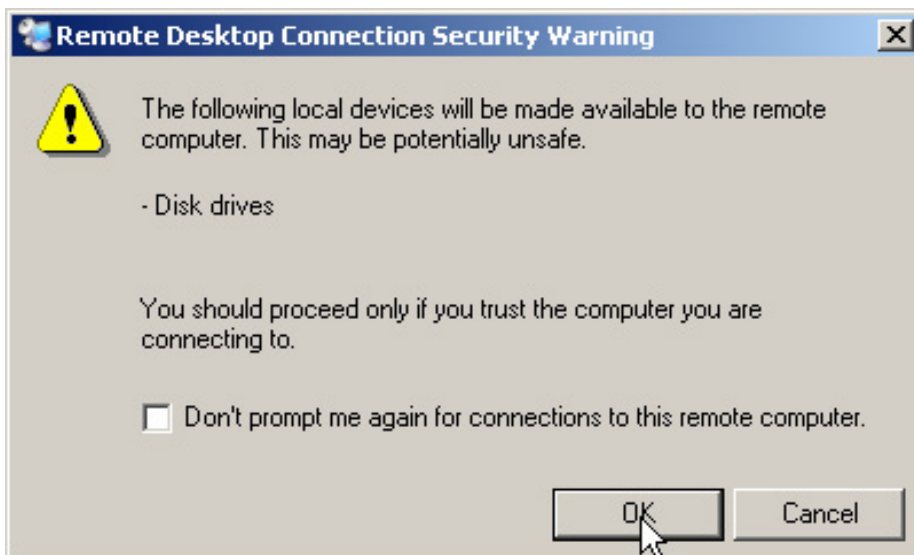 Remote Desktop Connection Security Warning
The following local devices will be made available to the remote
computer. This may be potentially unsafe.
- Disk drives
You should proceed only if you trust the computer you are
connecting to.
Don't prompt me again for connections to this remote computer.
OK
Cancel